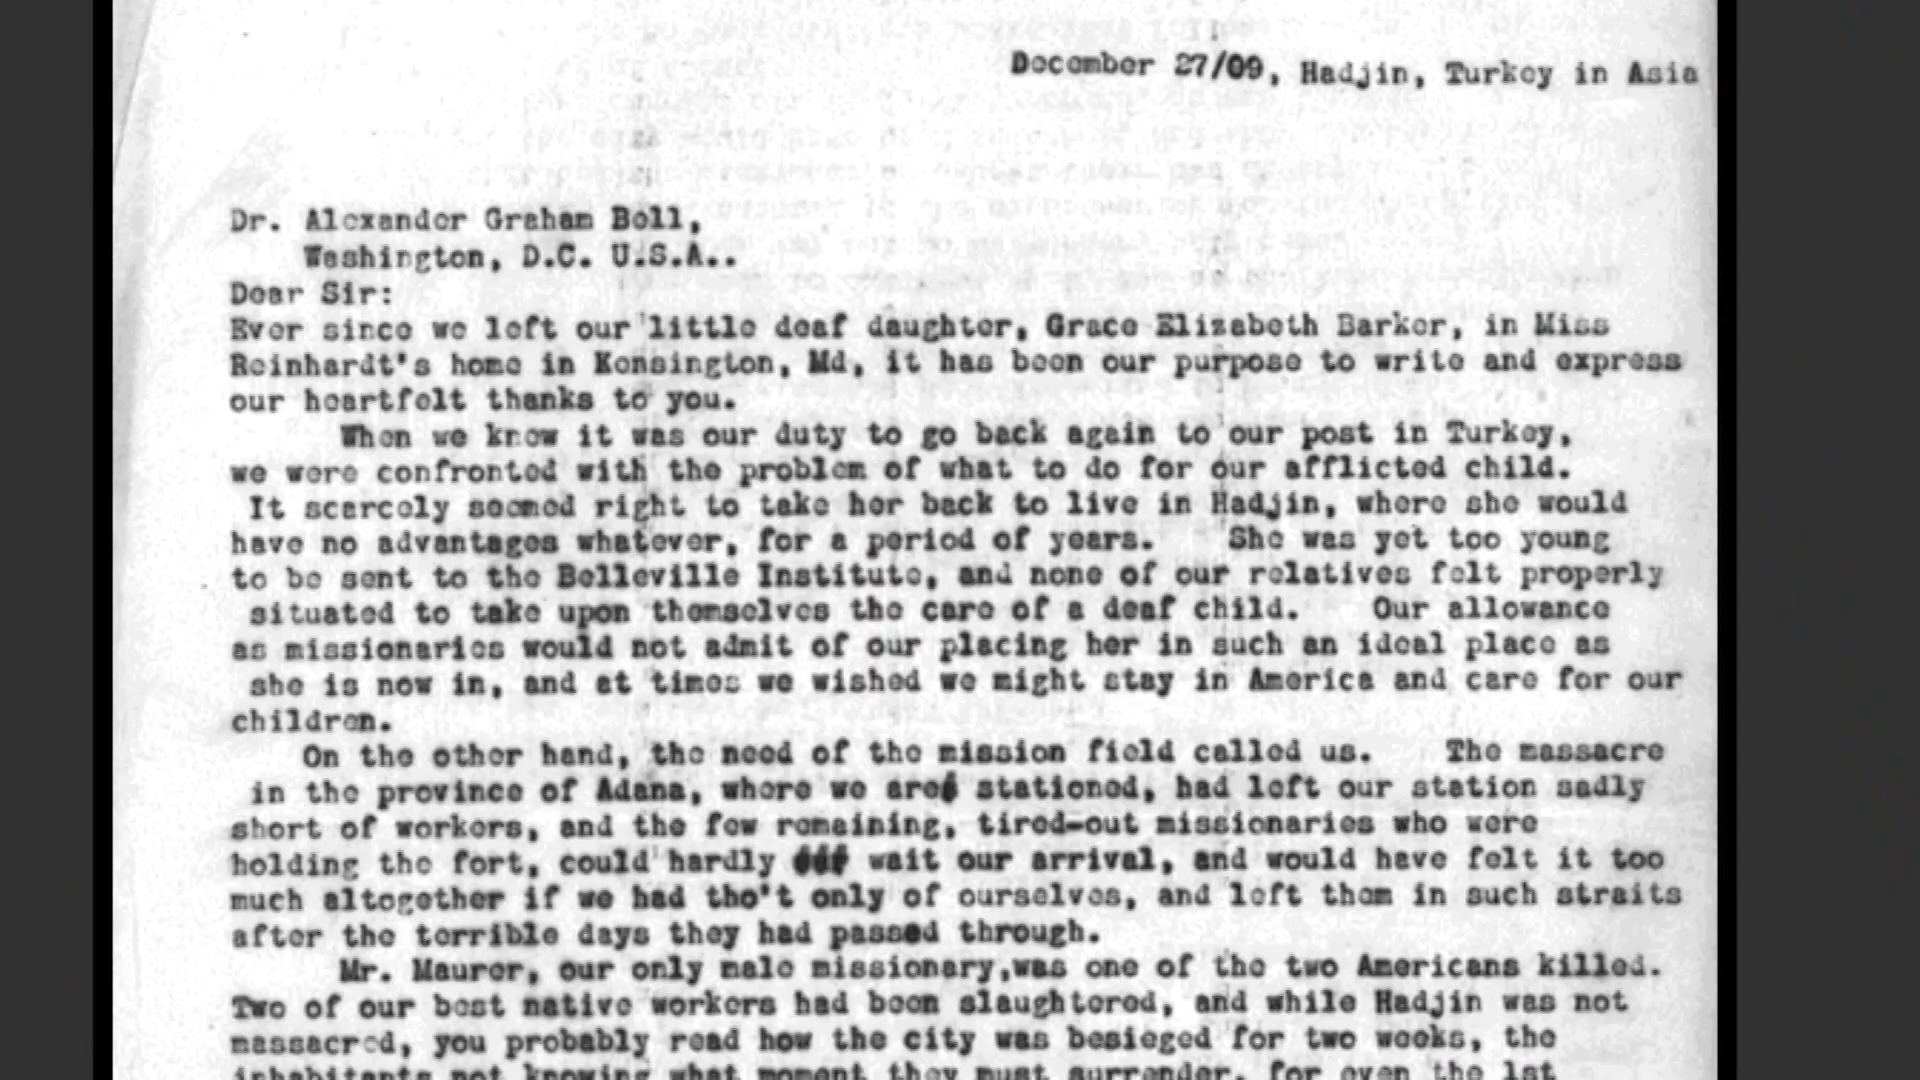 December 27/09, Hadjin, Turkey in Asia
Dr. Alexander Graham Bell,
Washington, D.C. U.S.A..
Dear Sir:
Ever since we left our little deaf daughter, Grace Elizabeth Barker, in Miss
Reinhardt's home in Kensington, Md, it has been our purpose to write and express
our heartfelt thanks to you.
When we knew it was our duty to go back again to our post in Turkey,
we were confronted with the problem of what to do for our afflicted child.
It scarcely seemed right to take her back to live in Hadjin, where she would
have no advantages whatever, for a period of years. She was yet too young
to be sent to the Belleville Institute, and none of our relatives felt properly
situated to take upon themselves the care of a deaf child. Our allowance
as missionaries would not admit of our placing her in such an ideal place as
she is now in, and at times we wished we might stay in America and care for our
children.
On the other hand, the need of the mission field called us. The massacre
in the province of Adana, where we are stationed, had left our station sadly
short of workers, and the few remaining, tired-out missionaries who were
holding the fort, could hardly wait our arrival, and would have felt it too
much altogether if we had tho't only of ourselves, and left them in such straits
after the terrible days they had passed through.
Mr. Maurer, our only male missionary,was one of the two Americans killed.
Two of our best native workers had been slaughtered, and while Hadjin was not
massacred, you probably read how the city was besieged for two weeks, the
inhabitants not knowing what moment they must surrender, for even the 1st